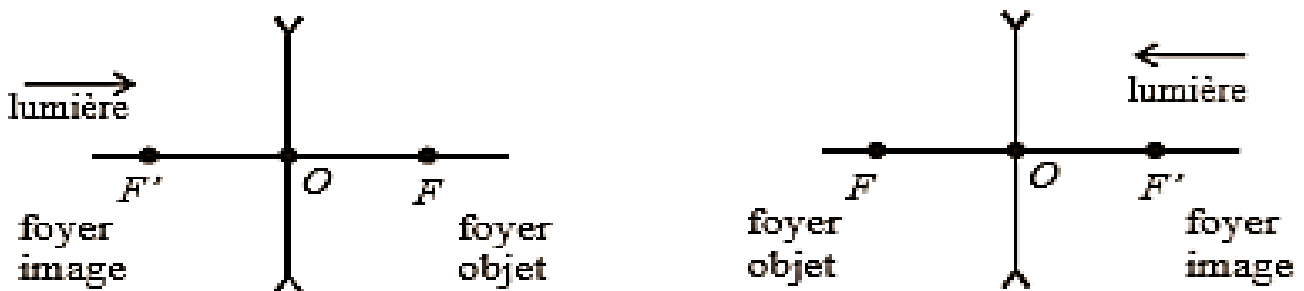 lumière
F' O F
foyer image
foyer objet
lumière
F O F'
foyer objet
foyer image